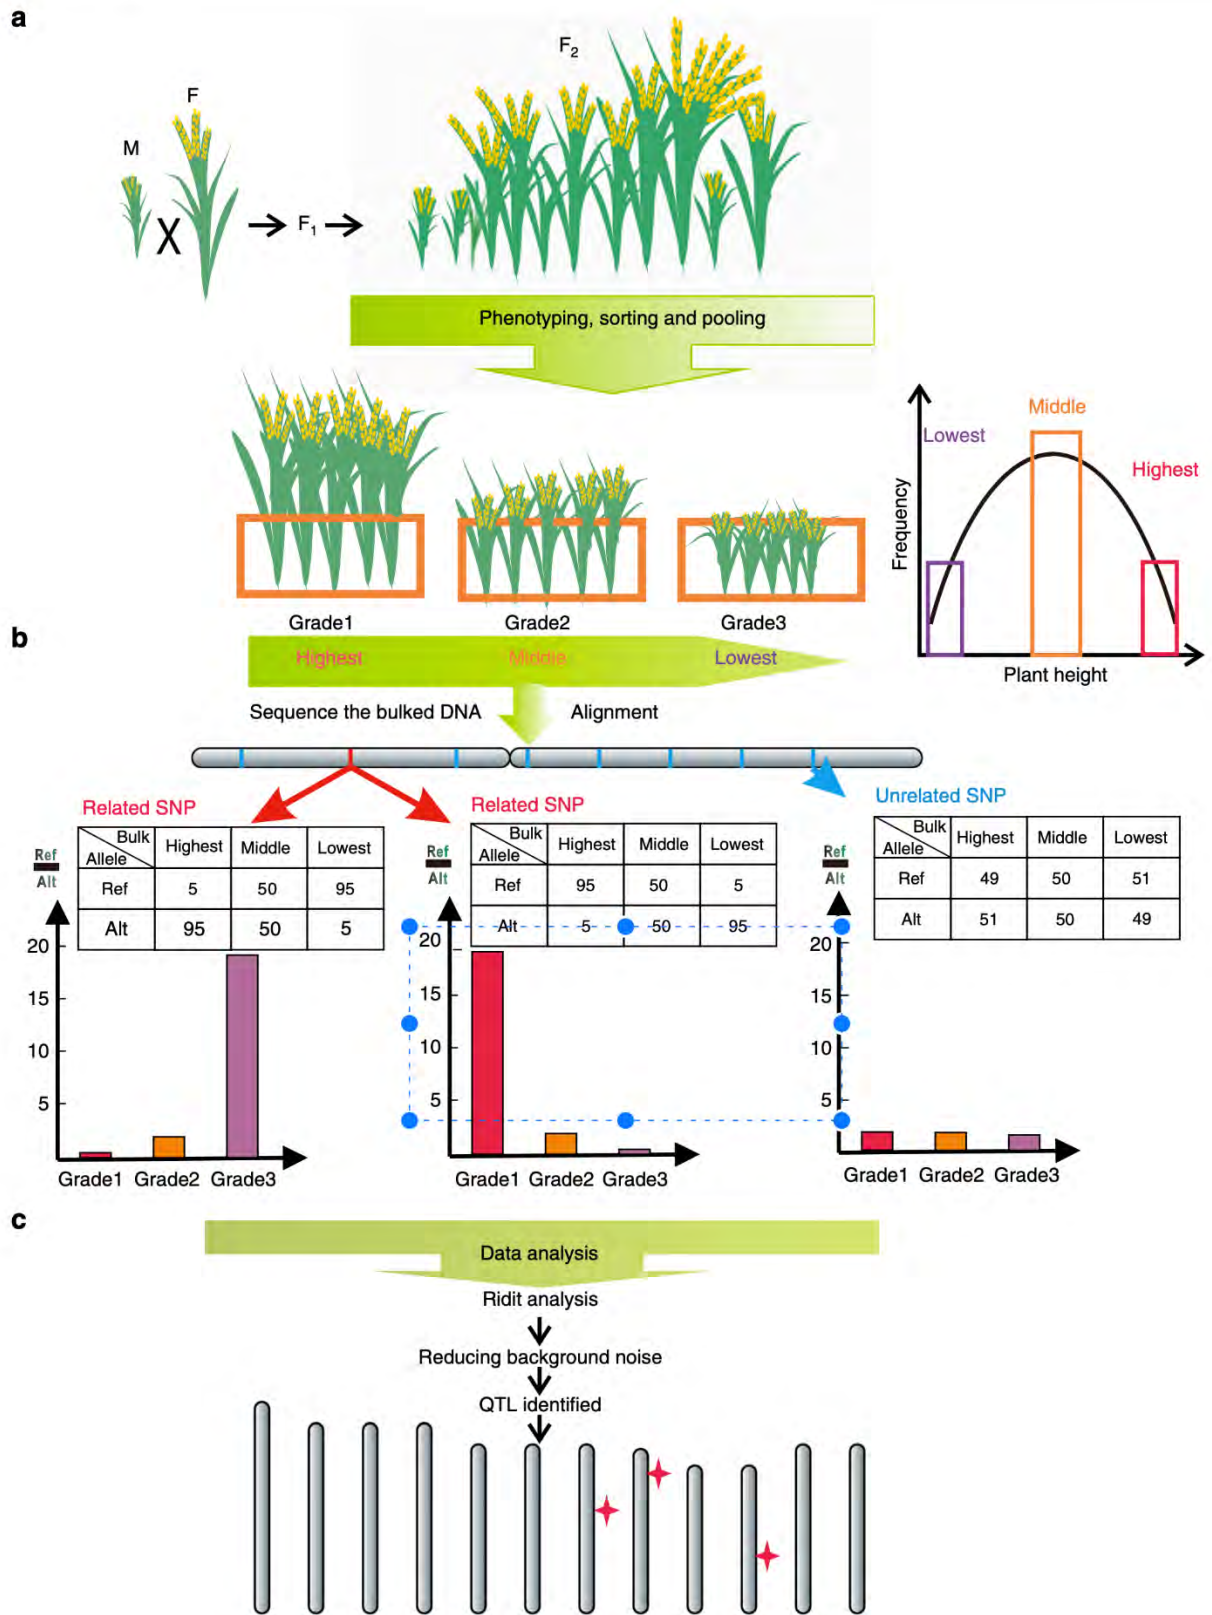 a
F₂
F
M
X
F₁
Phenotyping, sorting and pooling
Middle
Lowest
Highest
Frequency
Plant height
Grade1 Grade2 Grade3
b
Highest Middle Lowest
Sequence the bulked DNA Alignment
Related SNP
Ref
Alt
Bulk
Allele
Highest Middle Lowest
Ref 5 50 95
Alt 95 50 5
20
15
10
5
Grade1 Grade2 Grade3
Related SNP
Ref
Alt
Bulk
Allele
Highest Middle Lowest
Ref 95 50 5
Alt 5 50 95
20
15
10
5
Grade1 Grade2 Grade3
Unrelated SNP
Ref
Alt
Bulk
Allele
Highest Middle Lowest
Ref 49 50 51
Alt 51 50 49
20
15
10
5
Grade1 Grade2 Grade3
c
Data analysis
Ridit analysis
Reducing background noise
QTL identified